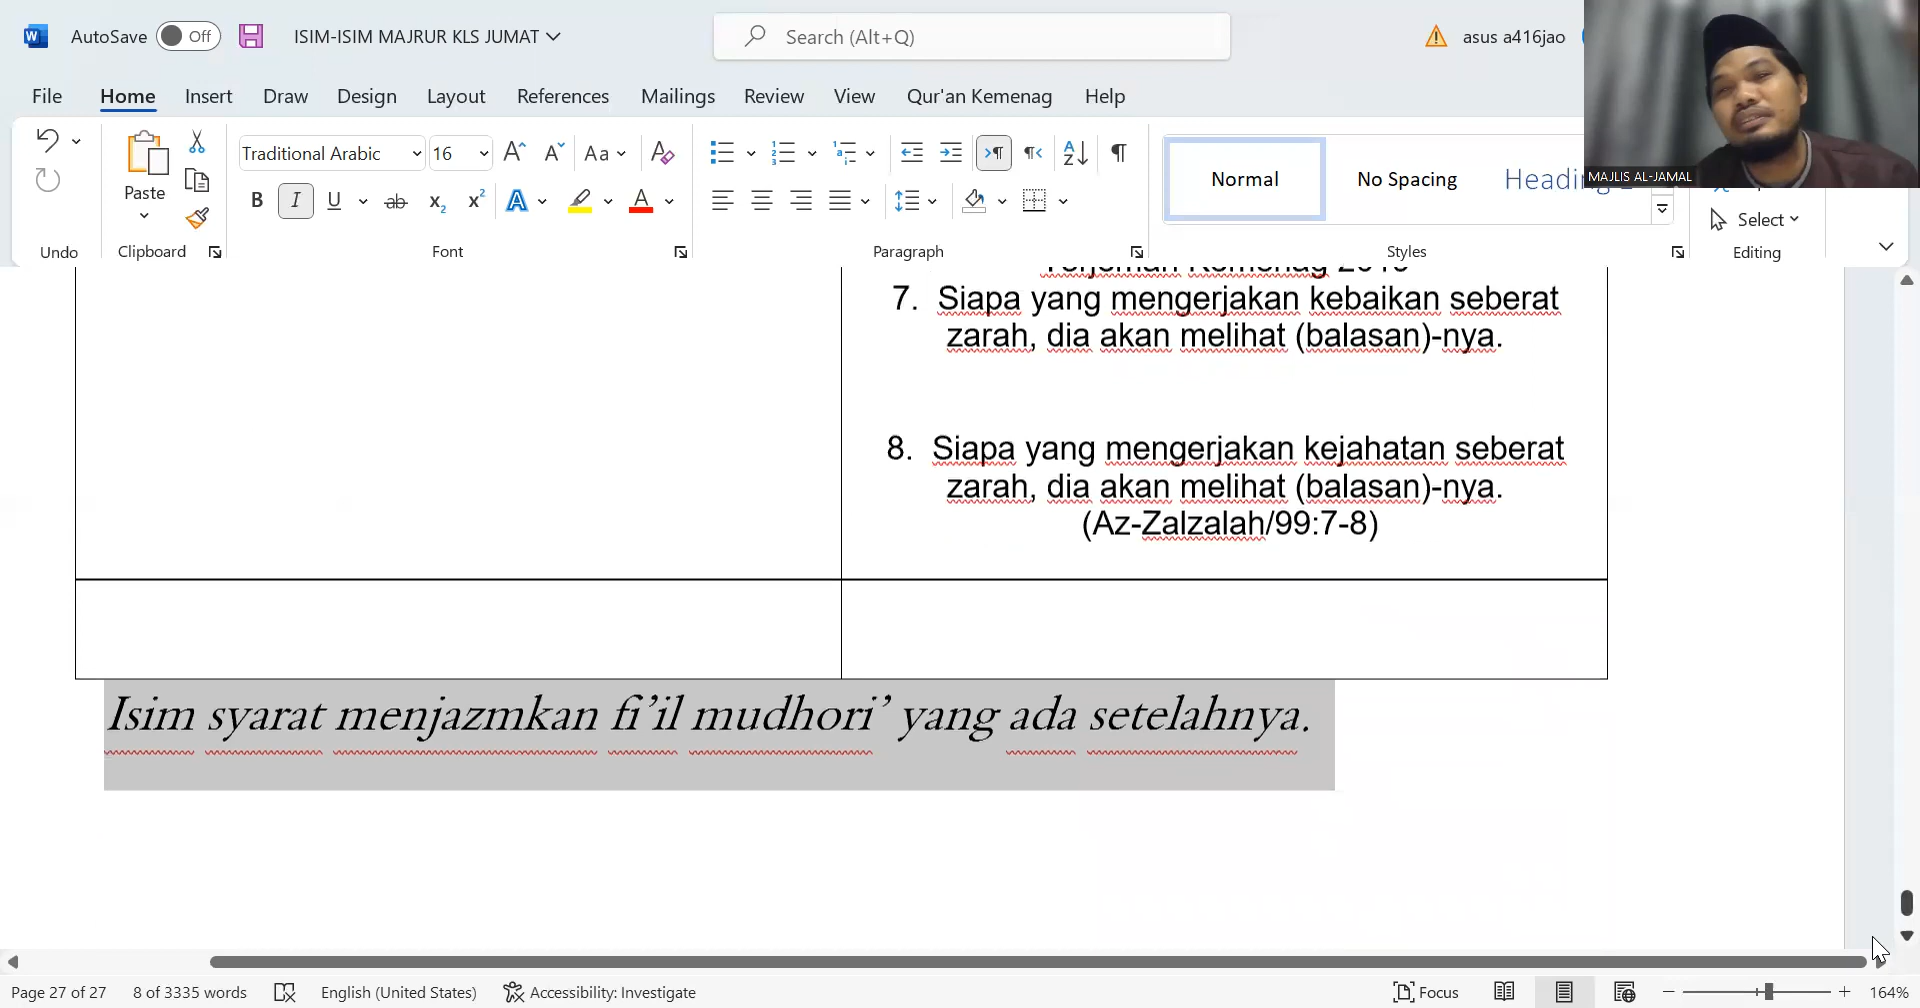 AutoSave Off ISIM-ISIM MAJRUR KLS JUMAT Search (Alt+Q) asus a416jao
File Home Insert Draw Design Layout References Mailings Review View Qur'an Kemenag Help
Traditional Arabic 16
Paste
Normal No Spacing Heading
MAJLIS AL-JAMAL
Select
Undo Clipboard Font Paragraph Styles Editing
Terjemah Kemenag 2019
7. Siapa yang mengerjakan kebaikan seberat
zarah, dia akan melihat (balasan)-nya.
8. Siapa yang mengerjakan kejahatan seberat
zarah, dia akan melihat (balasan)-nya.
(Az-Zalzalah/99:7-8)
Isim syarat menjazmkan fi’il mudhori’ yang ada setelahnya.
Page 27 of 27 8 of 3335 words English (United States) Accessibility: Investigate Focus 164%